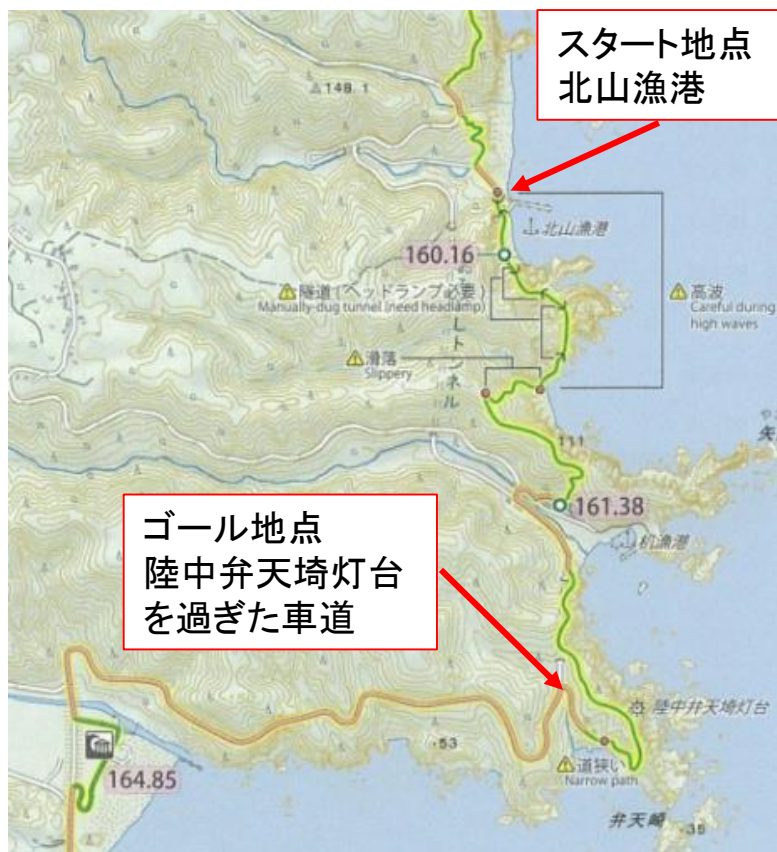 スタート地点
北山漁港
148.1
北山漁港
160.16
隧道(ヘッドランプ必要)
Manually-dug tunnel (need headlamp)
高波
Careful during
high waves
滑落
Slippery
トンネル
111
矢
161.38
机漁港
ゴール地点
陸中弁天埼灯台
を過ぎた車道
陸中弁天埼灯台
53
道狭い
Narrow path
164.85
弁天崎
35